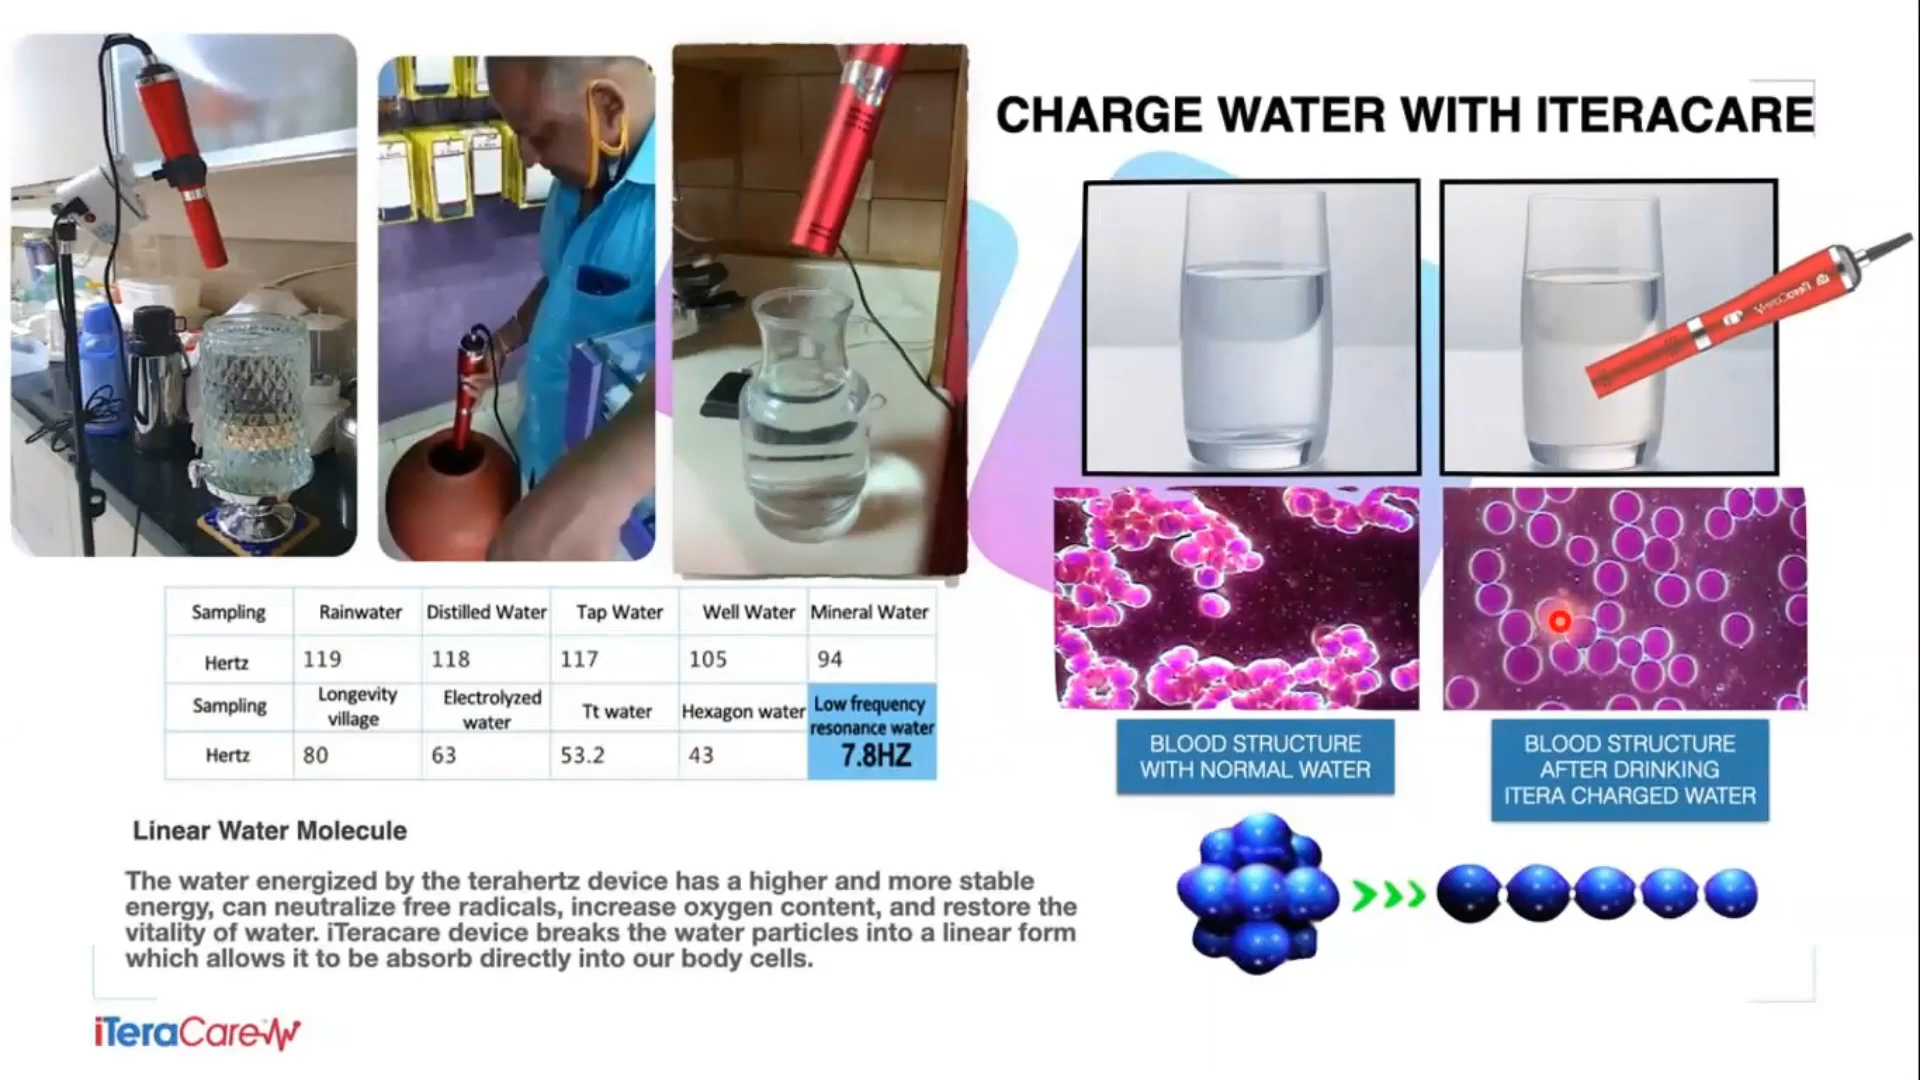 CHARGE WATER WITH ITERACARE
Sampling Rainwater Distilled Water Tap Water Well Water Mineral Water
Hertz 119 118 117 105 94
Sampling Longevity village Electrolyzed water Tt water Hexagon water Low frequency resonance water
Hertz 80 63 53.2 43 7.8HZ
Linear Water Molecule
The water energized by the terahertz device has a higher and more stable
energy, can neutralize free radicals, increase oxygen content, and restore the
vitality of water. iTeracare device breaks the water particles into a linear form
which allows it to be absorb directly into our body cells.
BLOOD STRUCTURE
WITH NORMAL WATER
BLOOD STRUCTURE
AFTER DRINKING
ITERA CHARGED WATER
iTeraCare